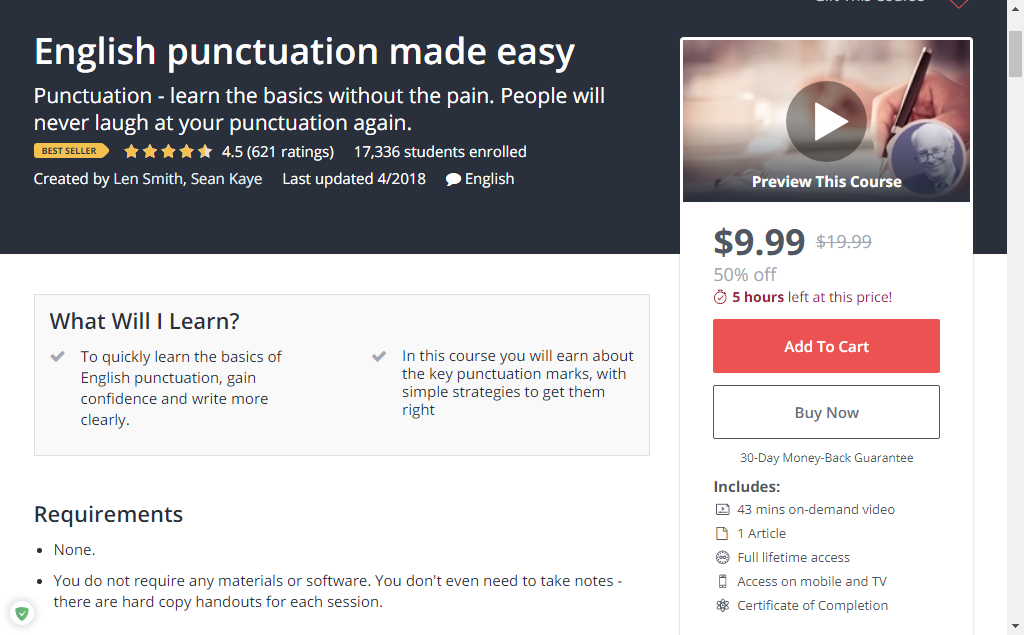 Gift This Course
English punctuation made easy
Punctuation - learn the basics without the pain. People will
never laugh at your punctuation again.
BEST SELLER 4.5 (621 ratings) 17,336 students enrolled
Created by Len Smith, Sean Kaye Last updated 4/2018 English
Preview This Course
$9.99 $19.99
50% off
5 hours left at this price!
Add To Cart
Buy Now
30-Day Money-Back Guarantee
Includes:
43 mins on-demand video
1 Article
Full lifetime access
Access on mobile and TV
Certificate of Completion
What Will I Learn?
To quickly learn the basics of
English punctuation, gain
confidence and write more
clearly.
In this course you will earn about
the key punctuation marks, with
simple strategies to get them
right
Requirements
None.
You do not require any materials or software. You don't even need to take notes -
there are hard copy handouts for each session.